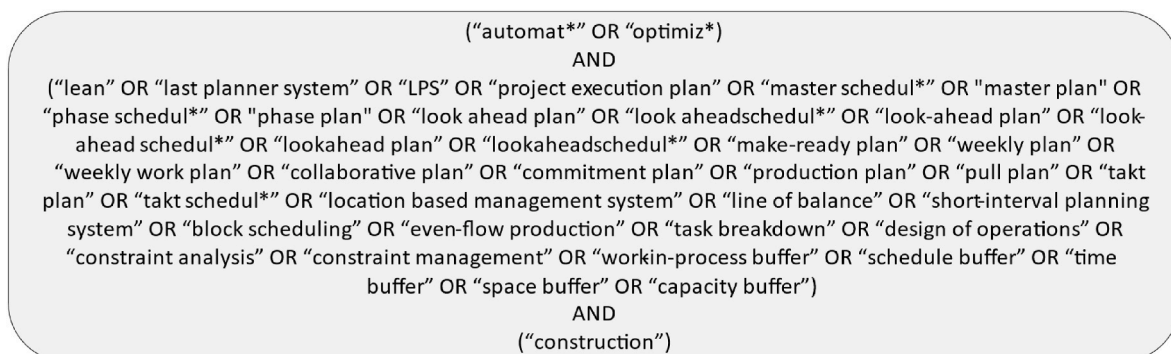 (“automat*” OR “optimiz*)
AND
(“lean” OR “last planner system” OR “LPS” OR “project execution plan” OR “master schedul*” OR "master plan" OR
“phase schedul*” OR "phase plan" OR “look ahead plan” OR “look aheadschedul*” OR “look-ahead plan” OR “look-
ahead schedul*” OR “lookahead plan” OR “lookaheadschedul*” OR “make-ready plan” OR “weekly plan” OR
“weekly work plan” OR “collaborative plan” OR “commitment plan” OR “production plan” OR “pull plan” OR “takt
plan” OR “takt schedul*” OR “location based management system” OR “line of balance” OR “short-interval planning
system” OR “block scheduling” OR “even-flow production” OR “task breakdown” OR “design of operations” OR
“constraint analysis” OR “constraint management” OR “workin-process buffer” OR “schedule buffer” OR “time
buffer” OR “space buffer” OR “capacity buffer”)
AND
(“construction”)